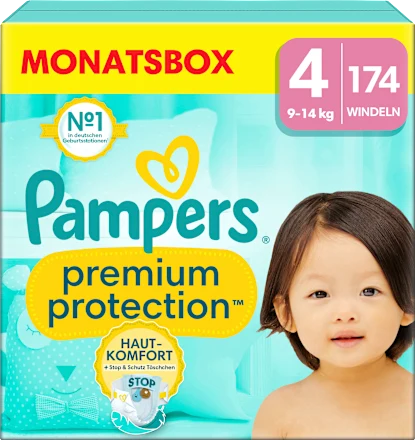 MONATSBOX
4
9-14 kg
174
WINDELN
Nº1
in deutschen
Geburtsstationen*
Pampers®
premium
protection™
HAUT-
KOMFORT
+ Stop & Schutz Täschchen
STOP